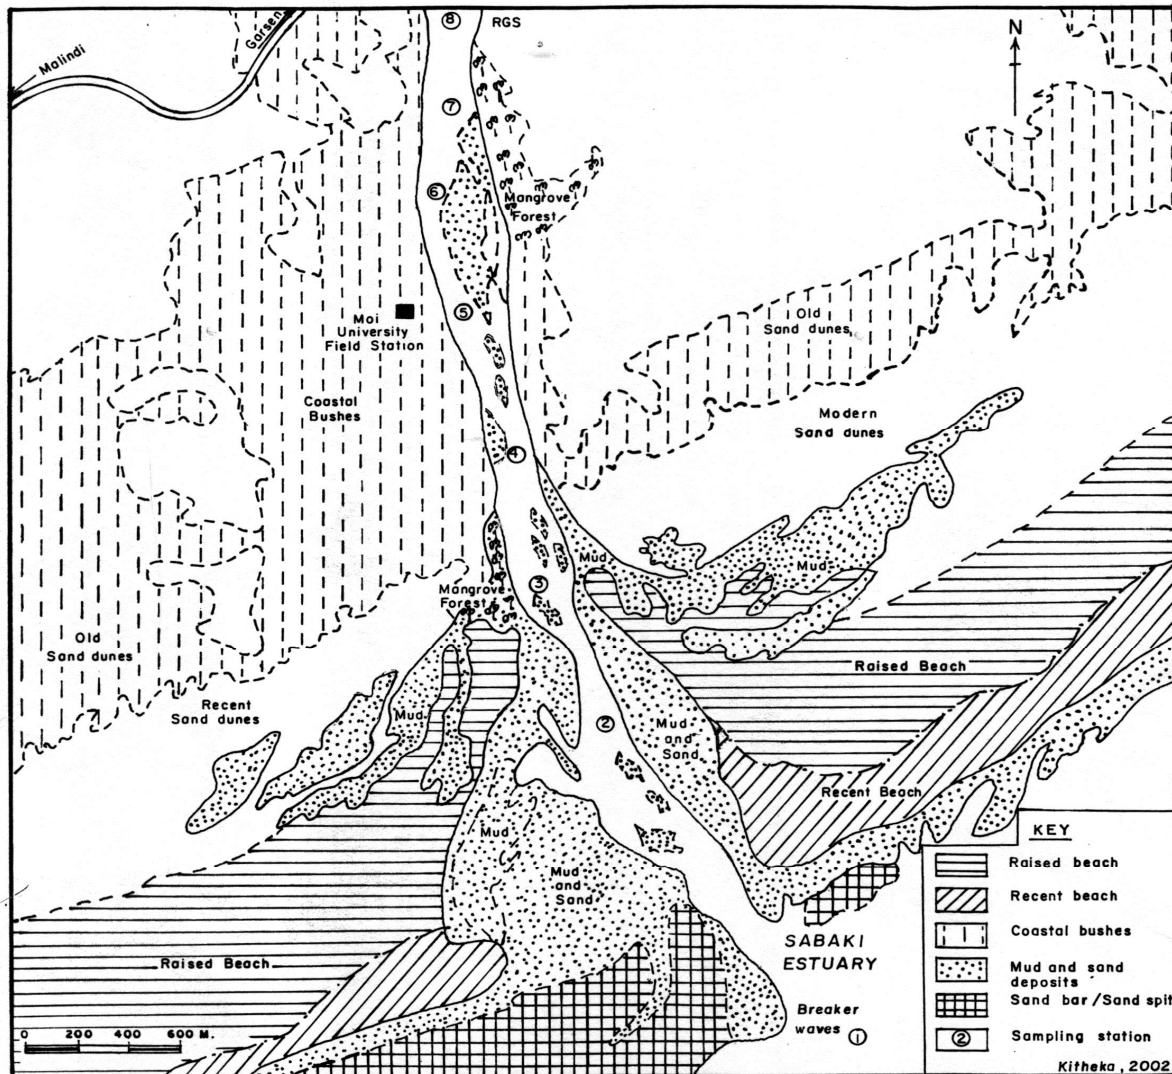 ⑧
RGS
N
Garsen
Malindi
⑦
⑥
Mangrove
Forest
⑤
Moi
University
Field Station
Old
Sand dunes
Coastal
Bushes
Modern
Sand dunes
④
Mud
Mud
③
Mangrove
Forest
Old
Sand dunes
Raised Beach
Recent
Sand dunes
Mud
②
Mud
and
Sand
Recent Beach
Mud
Mud
and
Sand
Raised Beach
SABAKI
ESTUARY
Breaker
waves ①
0 200 400 600 M.
KEY
Raised beach
Recent beach
Coastal bushes
Mud and sand
deposits
Sand bar/Sand spit
② Sampling station
Kitheka, 2002